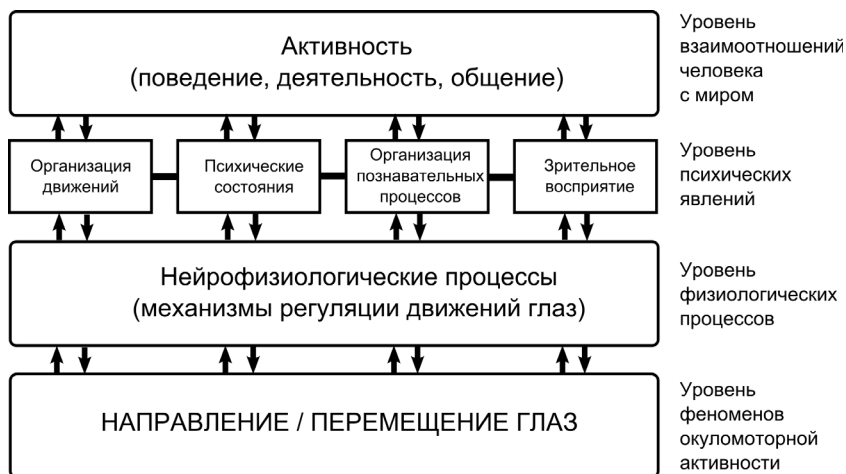 Активность
(поведение, деятельность, общение)
Уровень
взаимоотношений
человека
с миром
Организация
движений
Психические
состояния
Организация
познавательных
процессов
Зрительное
восприятие
Уровень
психических
явлений
Нейрофизиологические процессы
(механизмы регуляции движений глаз)
Уровень
физиологических
процессов
НАПРАВЛЕНИЕ / ПЕРЕМЕЩЕНИЕ ГЛАЗ
Уровень
феноменов
окуломоторной
активности